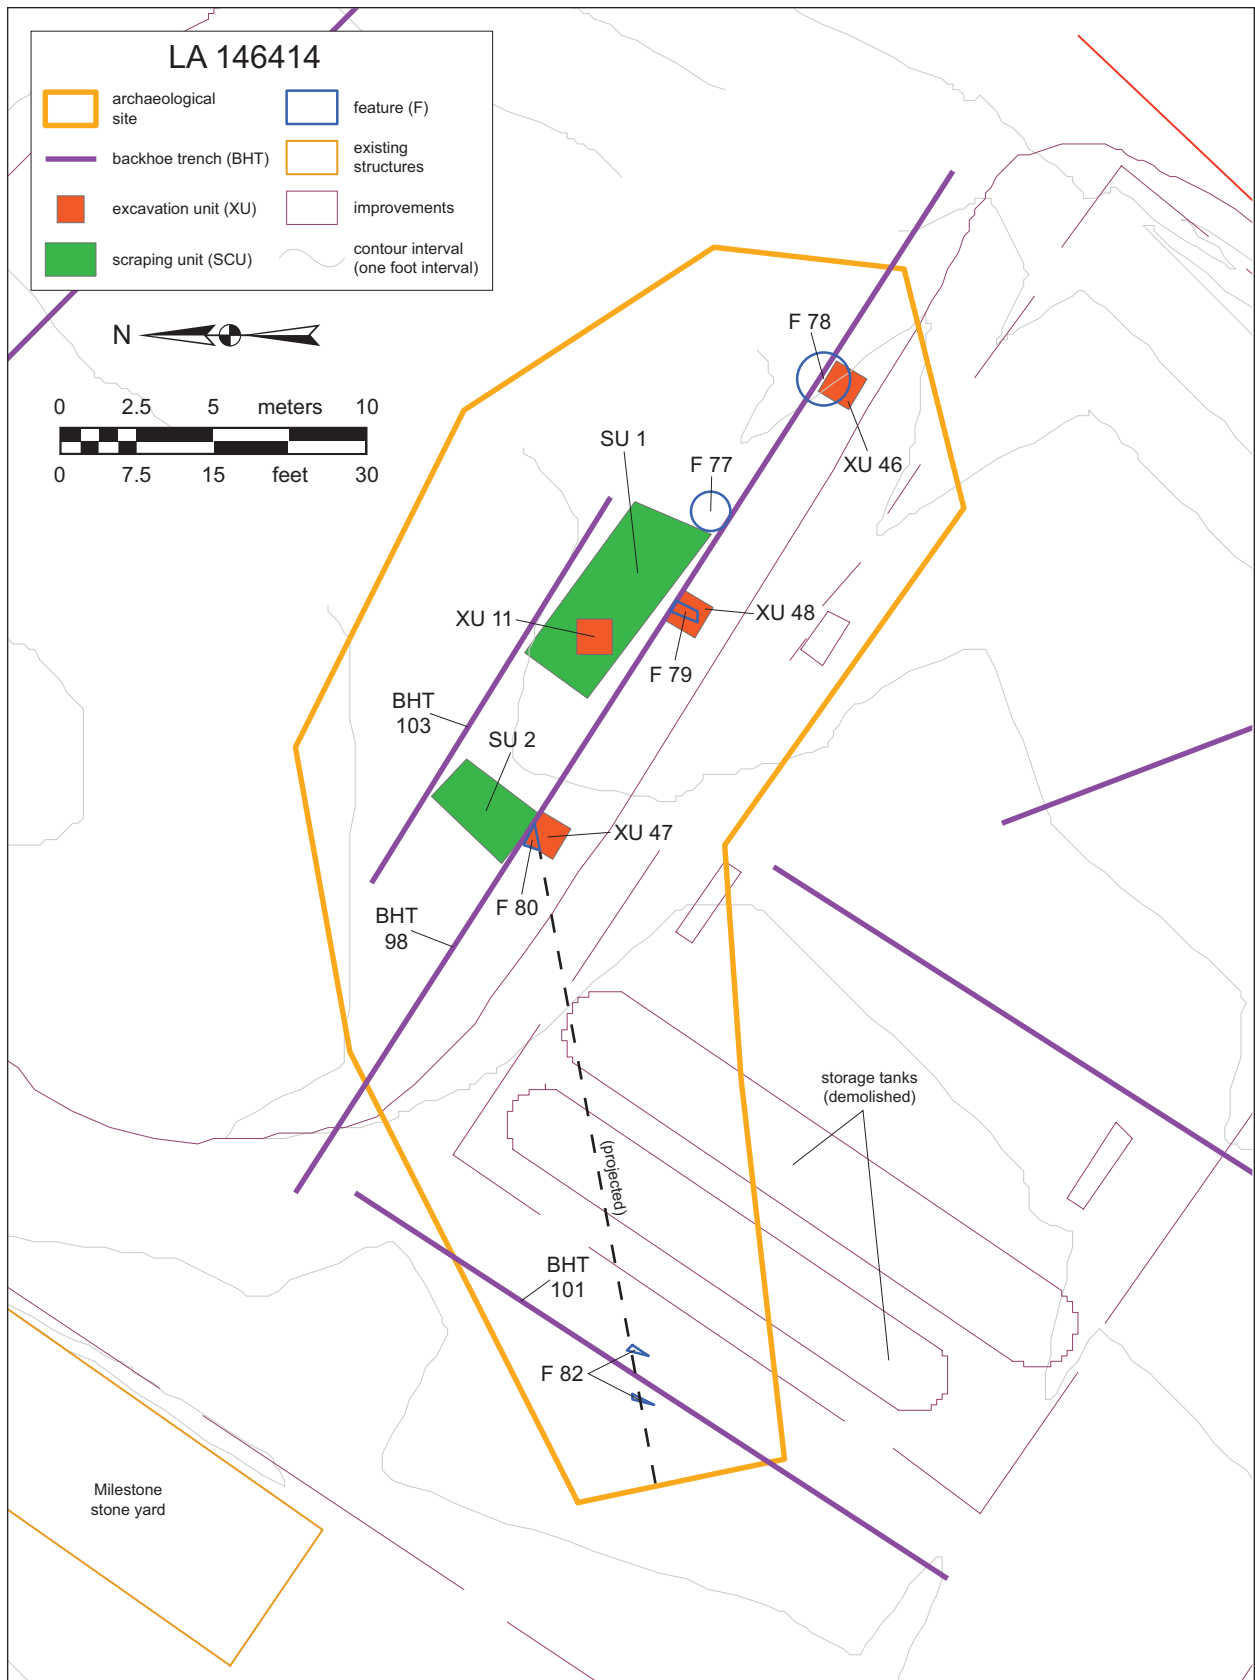 LA 146414
archaeological
site
feature (F)
backhoe trench (BHT)
existing
structures
excavation unit (XU)
improvements
scraping unit (SCU)
contour interval
(one foot interval)
N
0 2.5 5 meters 10
0 7.5 15 feet 30
F 78
XU 46
SU 1
F 77
XU 11
XU 48
F 79
BHT
103
SU 2
XU 47
F 80
BHT
98
storage tanks
(demolished)
(projected)
BHT
101
F 82
Milestone
stone yard